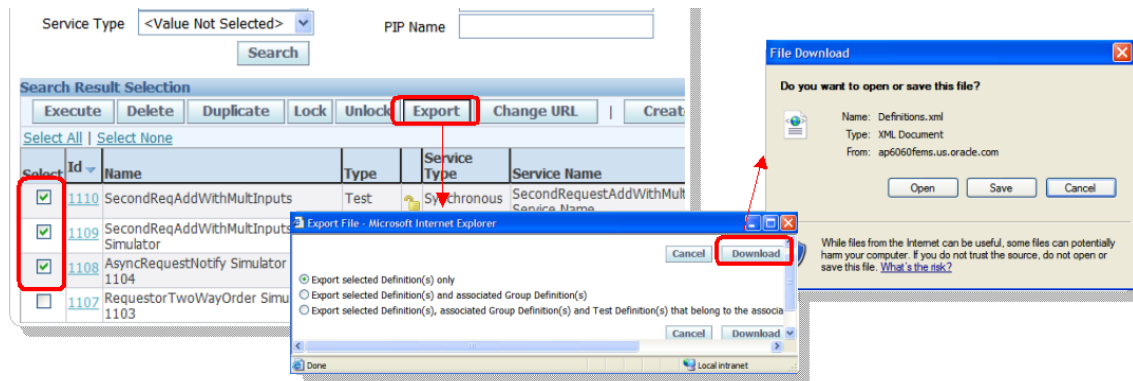 Service Type <Value Not Selected> PIP Name
Search
Search Result Selection
Execute Delete Duplicate Lock Unlock Export Change URL | Creat
Select All | Select None
Select Id Name Type Service Type Service Name
1110 SecondReqAddWithMultInputs Test Synchronous SecondRequestAddWithMult
Service Name
1109 SecondReqAddWithMultInputs
Simulator
1108 AsyncRequestNotify Simulator
1104
1107 RequestorTwoWayOrder Simu
1103
Export File - Microsoft Internet Explorer
Cancel Download
Export selected Definition(s) only
Export selected Definition(s) and associated Group Definition(s)
Export selected Definition(s), associated Group Definition(s) and Test Definition(s) that belong to the associa
Cancel Download
Done Local intranet
File Download
Do you want to open or save this file?
Name: Definitions.xml
Type: XML Document
From: ap6060fems.us.oracle.com
Open Save Cancel
While files from the Internet can be useful, some files can potentially
harm your computer. If you do not trust the source, do not open or
save this file. What's the risk?